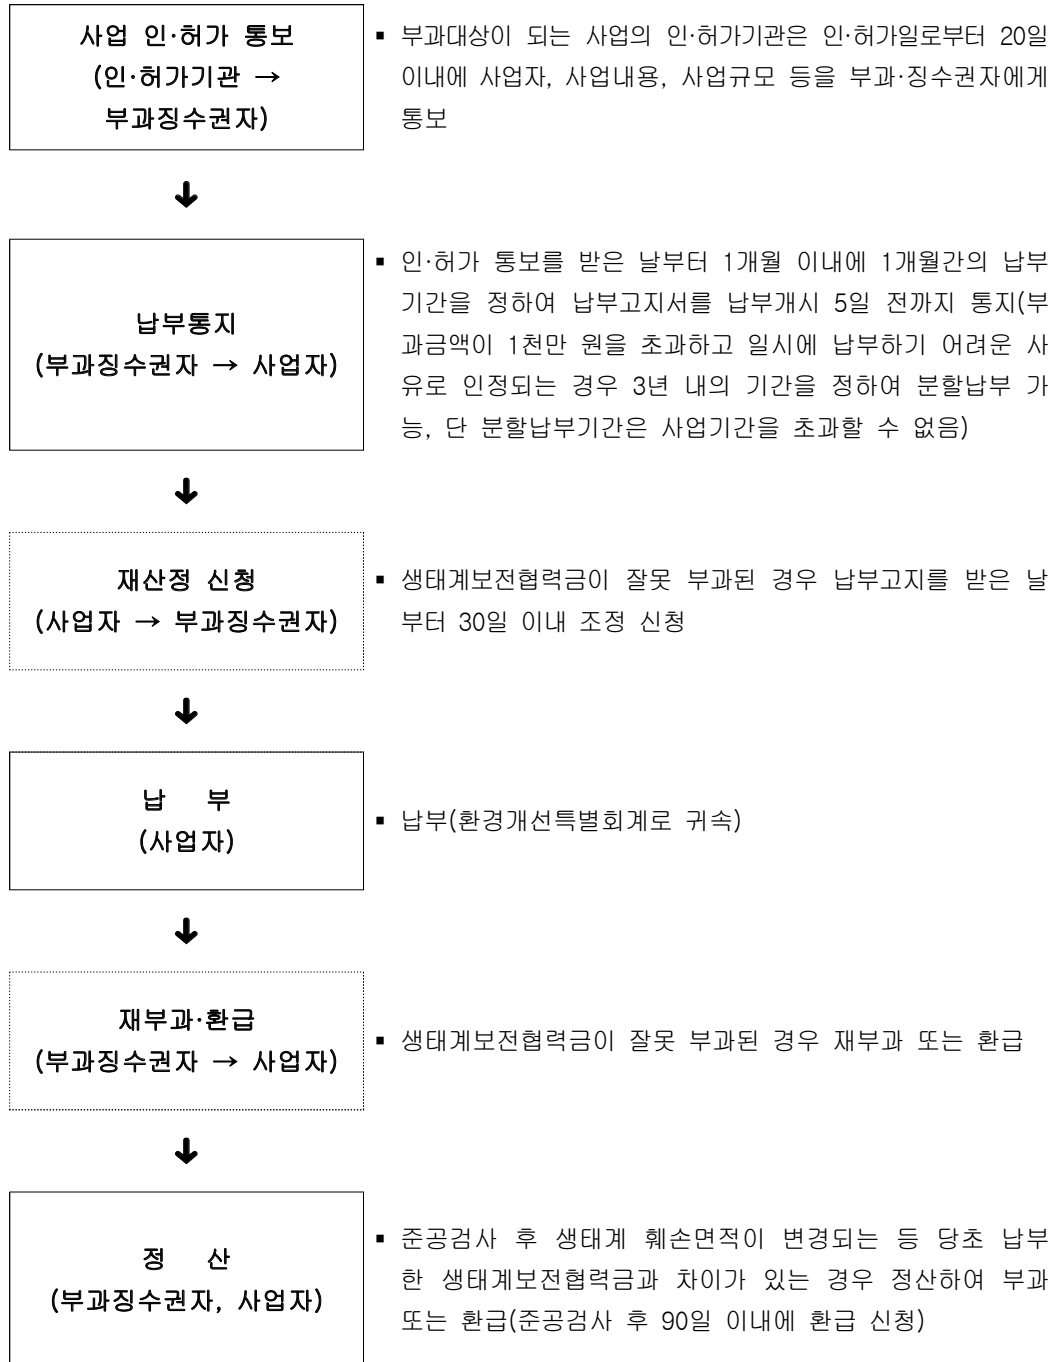 사업 인·허가 통보
(인·허가기관 →
부과징수권자)
▪ 부과대상이 되는 사업의 인·허가기관은 인·허가일로부터 20일
이내에 사업자, 사업내용, 사업규모 등을 부과·징수권자에게
통보
🡻
납부통지
(부과징수권자 → 사업자)
▪ 인·허가 통보를 받은 날부터 1개월 이내에 1개월간의 납부
기간을 정하여 납부고지서를 납부개시 5일 전까지 통지(부
과금액이 1천만 원을 초과하고 일시에 납부하기 어려운 사
유로 인정되는 경우 3년 내의 기간을 정하여 분할납부 가
능, 단 분할납부기간은 사업기간을 초과할 수 없음)
🡻
재산정 신청
(사업자 → 부과징수권자)
▪ 생태계보전협력금이 잘못 부과된 경우 납부고지를 받은 날
부터 30일 이내 조정 신청
🡻
납 부
(사업자)
▪ 납부(환경개선특별회계로 귀속)
🡻
재부과·환급
(부과징수권자 → 사업자)
▪ 생태계보전협력금이 잘못 부과된 경우 재부과 또는 환급
🡻
정 산
(부과징수권자, 사업자)
▪ 준공검사 후 생태계 훼손면적이 변경되는 등 당초 납부
한 생태계보전협력금과 차이가 있는 경우 정산하여 부과
또는 환급(준공검사 후 90일 이내에 환급 신청)